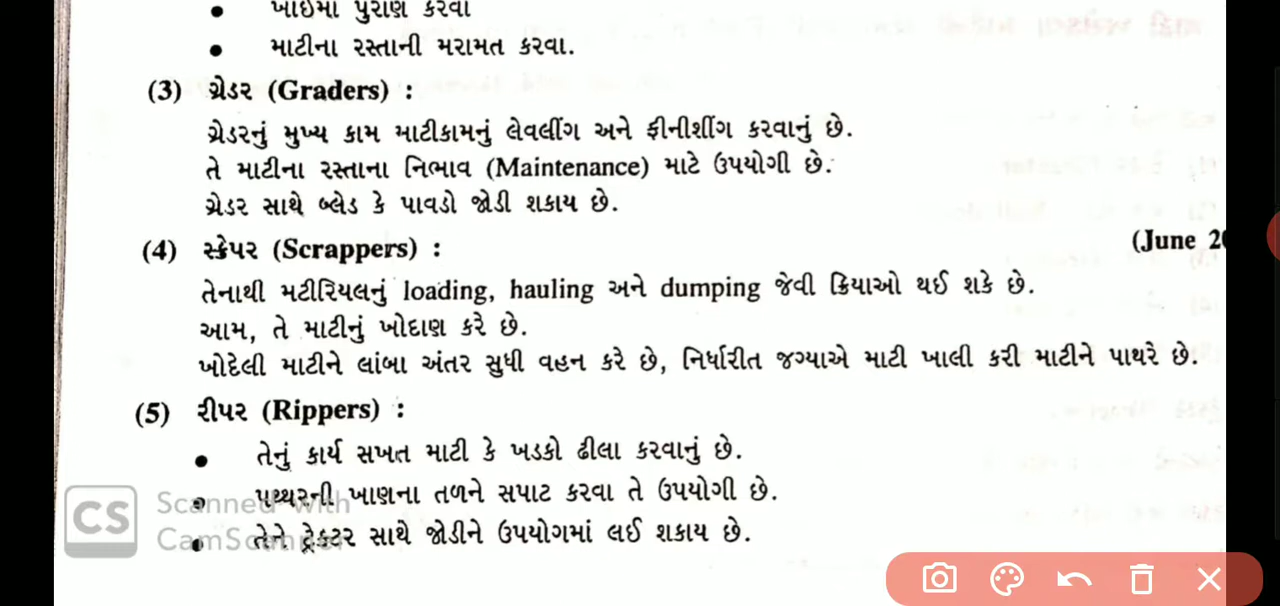 • ખાઈમાં પુરાણ કરવા
• માટીના રસ્તાની મરામત કરવા.
(3) ગ્રેડર (Graders) :
ગ્રેડરનું મુખ્ય કામ માટીકામનું લેવલીંગ અને ફીનીશીંગ કરવાનું છે.
તે માટીના રસ્તાના નિભાવ (Maintenance) માટે ઉપયોગી છે.
ગ્રેડર સાથે બ્લેડ કે પાવડો જોડી શકાય છે.
(4) સ્ક્રેપર (Scrappers) :
(June 20
તેનાથી મટીરિયલનું loading, hauling અને dumping જેવી ક્રિયાઓ થઈ શકે છે.
આમ, તે માટીનું ખોદાણ કરે છે.
ખોદેલી માટીને લાંબા અંતર સુધી વહન કરે છે, નિર્ધારીત જગ્યાએ માટી ખાલી કરી માટીને પાથરે છે.
(5) રીપર (Rippers) :
• તેનું કાર્ય સખત માટી કે ખડકો ઢીલા કરવાનું છે.
• પથ્થરની ખાણના તળને સપાટ કરવા તે ઉપયોગી છે.
• તેને ટ્રેક્ટર સાથે જોડીને ઉપયોગમાં લઈ શકાય છે.
CS
Scanned with
CamScanner